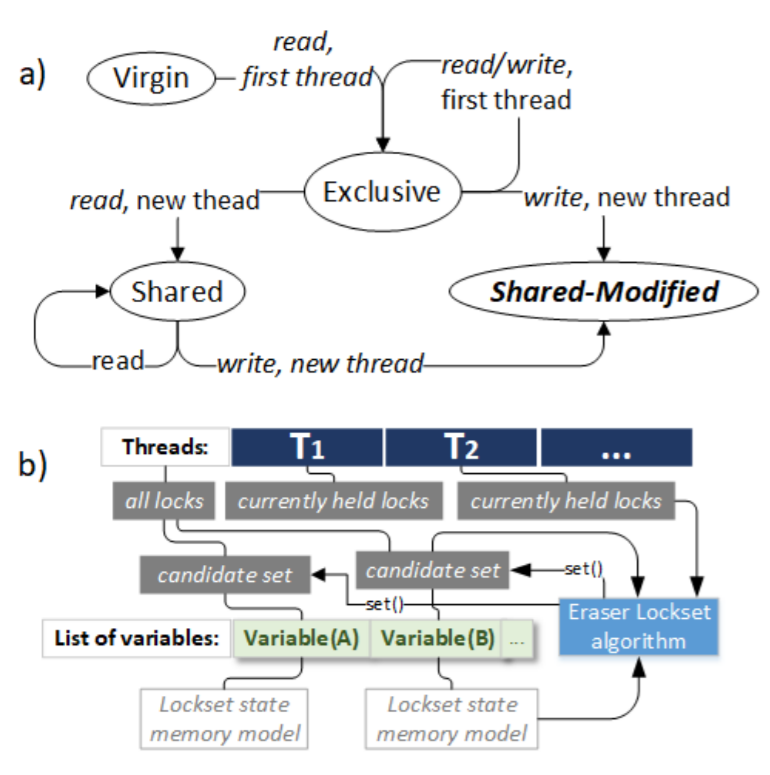 a)
Virgin
read,
first thread
read/write,
first thread
Exclusive
read, new thead
write, new thread
Shared
Shared-Modified
read
write, new thread
b)
Threads:
T1
T2
...
all locks
currently held locks
currently held locks
candidate set
candidate set
set()
set()
Eraser Lockset
algorithm
List of variables:
Variable(A)
Variable(B)
...
Lockset state
memory model
Lockset state
memory model